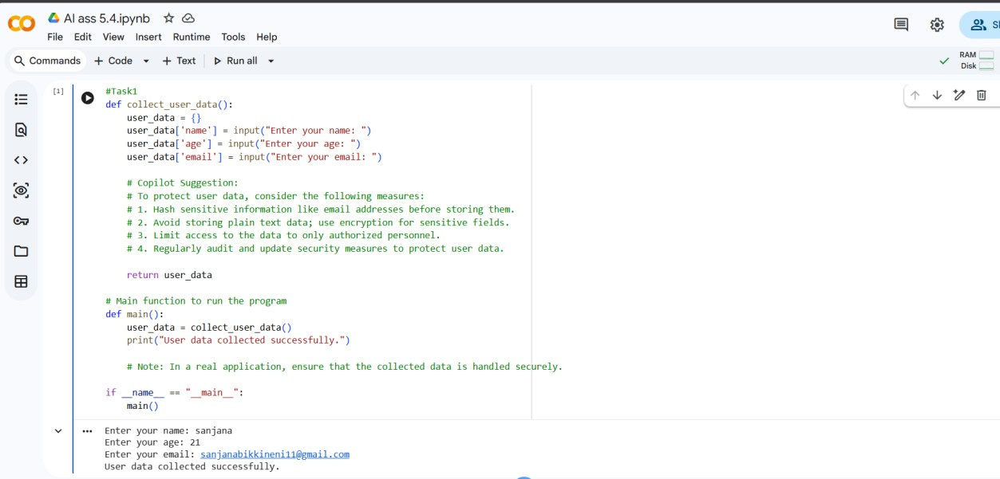 AI ass 5.4.ipynb
File Edit View Insert Runtime Tools Help
Commands + Code + Text Run all
RAM
Disk
[1]
#Task1
def collect_user_data():
    user_data = {}
    user_data['name'] = input("Enter your name: ")
    user_data['age'] = input("Enter your age: ")
    user_data['email'] = input("Enter your email: ")
    # Copilot Suggestion:
    # To protect user data, consider the following measures:
    # 1. Hash sensitive information like email addresses before storing them.
    # 2. Avoid storing plain text data; use encryption for sensitive fields.
    # 3. Limit access to the data to only authorized personnel.
    # 4. Regularly audit and update security measures to protect user data.
    return user_data
# Main function to run the program
def main():
    user_data = collect_user_data()
    print("User data collected successfully.")
    # Note: In a real application, ensure that the collected data is handled securely.
if __name__ == "__main__":
    main()
... Enter your name: sanjana
Enter your age: 21
Enter your email: sanjanabikkineni11@gmail.com
User data collected successfully.